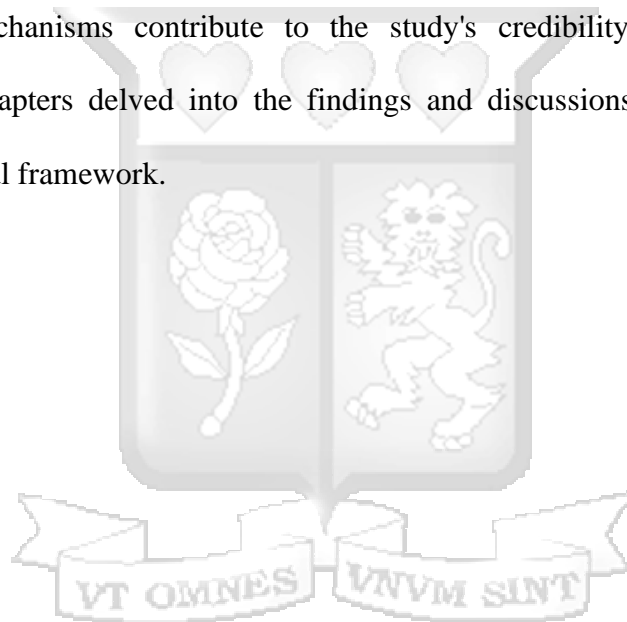 chanisms contribute to the study's credibility
apters delved into the findings and discussions
l framework.
VT OMNES VNVM SINT